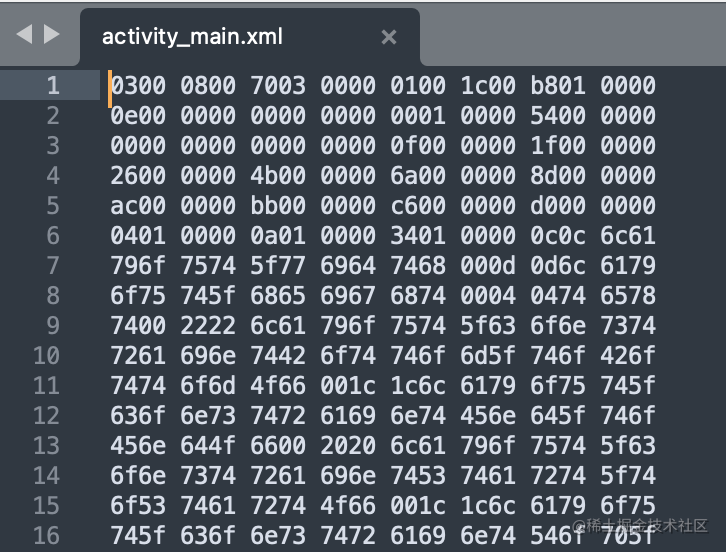 activity_main.xml ×
1 0300 0800 7003 0000 0100 1c00 b801 0000
2 0e00 0000 0000 0000 0001 0000 5400 0000
3 0000 0000 0000 0000 0f00 0000 1f00 0000
4 2600 0000 4b00 0000 6a00 0000 8d00 0000
5 ac00 0000 bb00 0000 c600 0000 d000 0000
6 0401 0000 0a01 0000 3401 0000 0c0c 6c61
7 796f 7574 5f77 6964 7468 000d 0d6c 6179
8 6f75 745f 6865 6967 6874 0004 0474 6578
9 7400 2222 6c61 796f 7574 5f63 6f6e 7374
10 7261 696e 7442 6f74 746f 6d5f 746f 426f
11 7474 6f6d 4f66 001c 1c6c 6179 6f75 745f
12 636f 6e73 7472 6169 6e74 456e 645f 746f
13 456e 644f 6600 2020 6c61 796f 7574 5f63
14 6f6e 7374 7261 696e 7453 7461 7274 5f74
15 6f53 7461 7274 4f66 001c 1c6c 6179 6f75
16 745f 636f 6e73 7472 6169 6e74 546f 705f
@稀土掘金技术社区